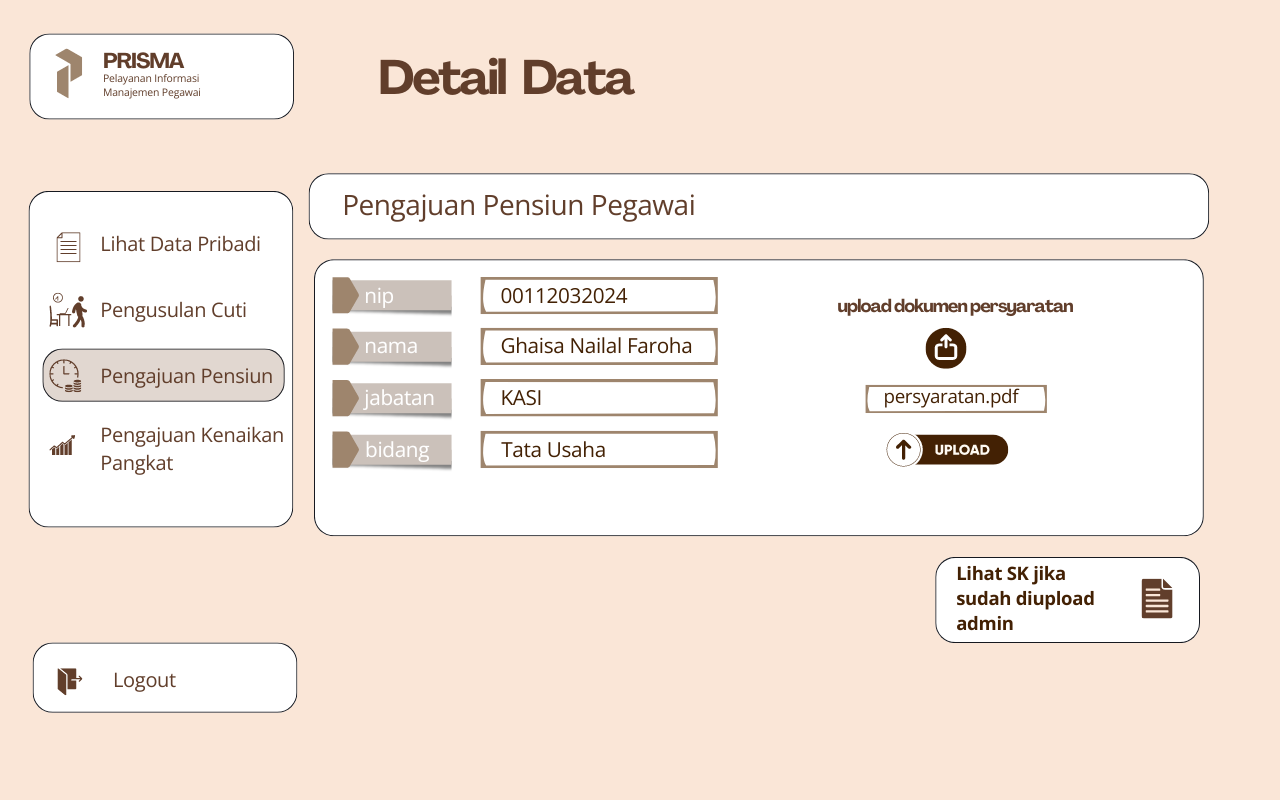 PRISMA
Pelayanan Informasi
Manajemen Pegawai
Detail Data
Lihat Data Pribadi
Pengusulan Cuti
Pengajuan Pensiun
Pengajuan Kenaikan
Pangkat
Logout
Pengajuan Pensiun Pegawai
nip 00112032024
nama Ghaisa Nailal Faroha
jabatan KASI
bidang Tata Usaha
upload dokumen persyaratan
persyaratan.pdf
UPLOAD
Lihat SK jika
sudah diupload
admin